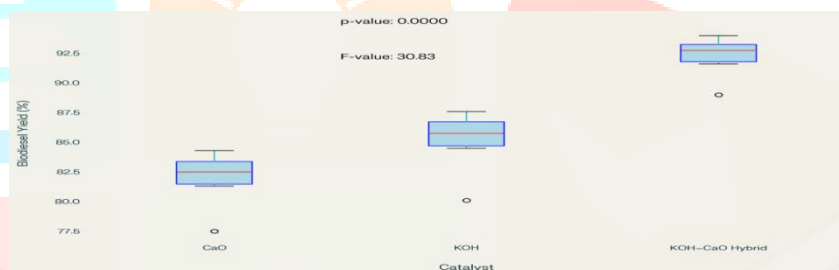 p-value: 0.0000
F-value: 30.83
Biodiesel Yield (%)
92.5
90.0
87.5
85.0
82.5
80.0
77.5
CaO
KOH
KOH–CaO Hybrid
Catalyst